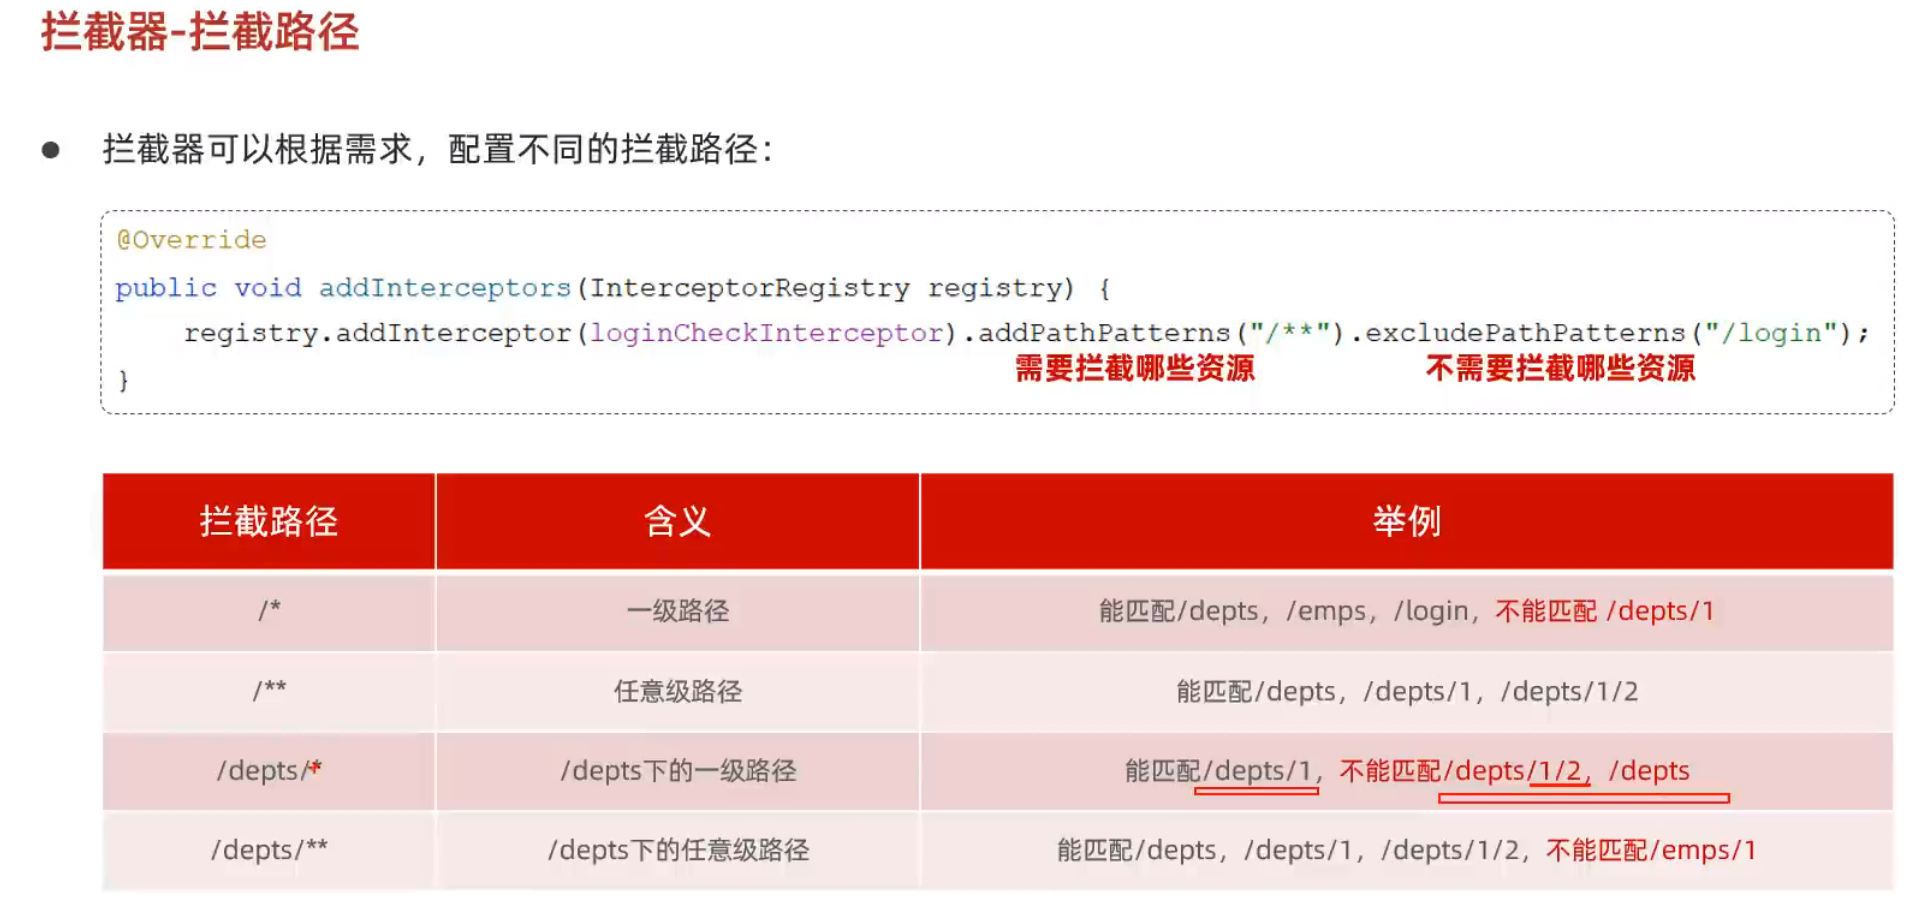 拦截器-拦截路径
● 拦截器可以根据需求，配置不同的拦截路径：
@Override
public void addInterceptors(InterceptorRegistry registry) {
registry.addInterceptor(loginCheckInterceptor).addPathPatterns("/**").excludePathPatterns("/login");
需要拦截哪些资源 不需要拦截哪些资源
}
拦截路径 含义 举例
/* 一级路径 能匹配/depts，/emps，/login，不能匹配 /depts/1
/** 任意级路径 能匹配/depts，/depts/1，/depts/1/2
/depts/* /depts下的一级路径 能匹配/depts/1，不能匹配/depts/1/2，/depts
/depts/** /depts下的任意级路径 能匹配/depts，/depts/1，/depts/1/2，不能匹配/emps/1